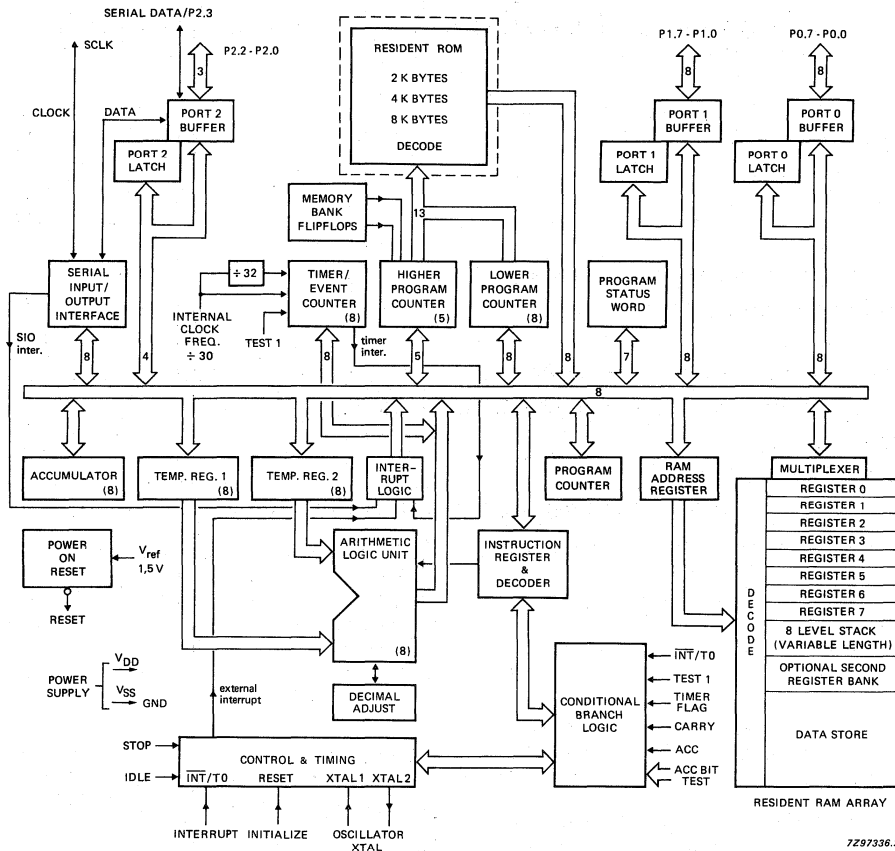 SERIAL DATA/P2.3
SCLK
P2.2 - P2.0
3
CLOCK
DATA
PORT 2
BUFFER
PORT 2
LATCH
RESIDENT ROM
2 K BYTES
4 K BYTES
8 K BYTES
DECODE
P1.7 - P1.0
8
PORT 1
BUFFER
PORT 1
LATCH
P0.7 - P0.0
8
PORT 0
BUFFER
PORT 0
LATCH
MEMORY
BANK
FLIPFLOPS
13
SERIAL
INPUT/
OUTPUT
INTERFACE
÷ 32
INTERNAL
CLOCK
FREQ.
÷ 30
TEST 1
TIMER/
EVENT
COUNTER
(8)
HIGHER
PROGRAM
COUNTER
(5)
LOWER
PROGRAM
COUNTER
(8)
PROGRAM
STATUS
WORD
SIO
inter.
8
4
8
timer
inter.
5
8
8
7
8
8
8
ACCUMULATOR
(8)
TEMP. REG. 1
(8)
TEMP. REG. 2
(8)
INTER-
RUPT
LOGIC
PROGRAM
COUNTER
RAM
ADDRESS
REGISTER
MULTIPLEXER
REGISTER 0
REGISTER 1
REGISTER 2
REGISTER 3
REGISTER 4
REGISTER 5
REGISTER 6
REGISTER 7
8 LEVEL STACK
(VARIABLE LENGTH)
OPTIONAL SECOND
REGISTER BANK
DATA STORE
DECODE
RESIDENT RAM ARRAY
POWER
ON
RESET
Vref
1,5 V
RESET
ARITHMETIC
LOGIC UNIT
(8)
INSTRUCTION
REGISTER
&
DECODER
DECIMAL
ADJUST
POWER
SUPPLY
VDD
VSS
GND
external
interrupt
CONDITIONAL
BRANCH
LOGIC
INT/T0
TEST 1
TIMER
FLAG
CARRY
ACC
ACC BIT
TEST
STOP
IDLE
CONTROL & TIMING
INT/T0
RESET
XTAL 1
XTAL 2
INTERRUPT
INITIALIZE
OSCILLATOR
XTAL
7Z97336.